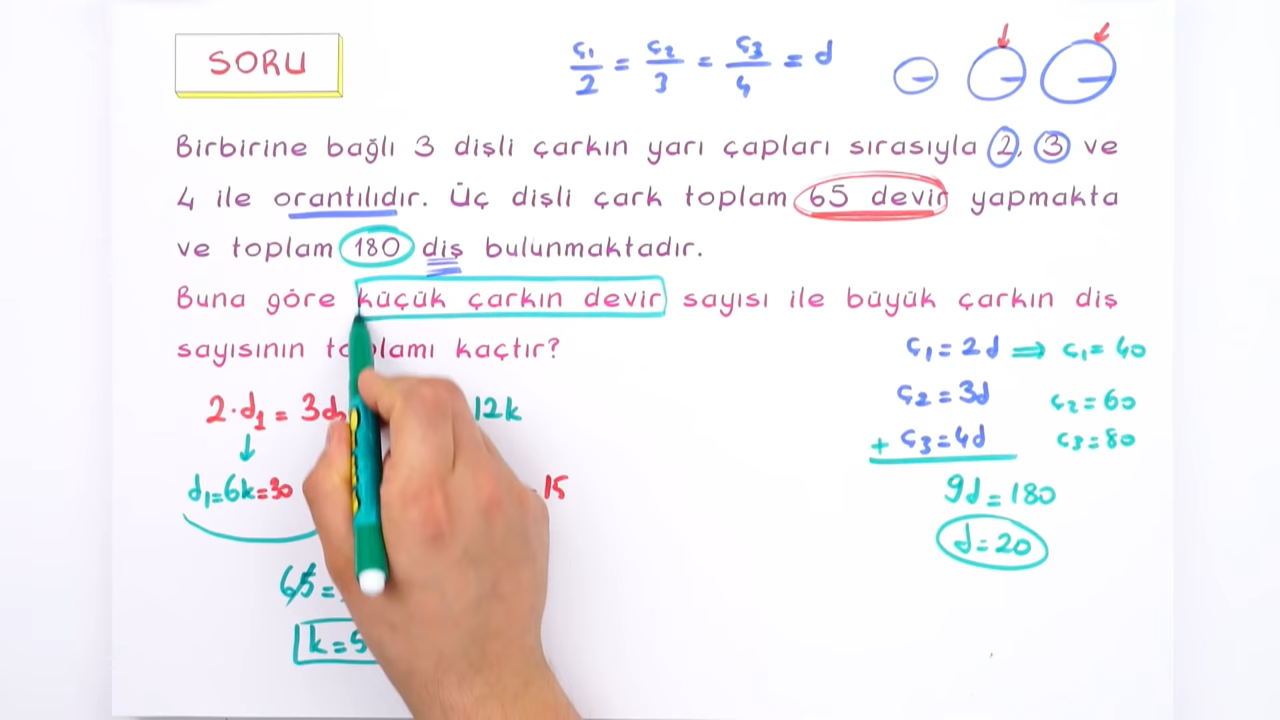 SORU
ç₁/2 = ç₂/3 = ç₃/4 = d
Birbirine bağlı 3 dişli çarkın yarı çapları sırasıyla 2, 3 ve
4 ile orantılıdır. Üç dişli çark toplam 65 devir yapmakta
ve toplam 180 diş bulunmaktadır.
Buna göre küçük çarkın devir sayısı ile büyük çarkın diş
sayısının kaçtır?
ç₁ = 2d ⇒ ç₁ = 40
ç₂ = 3d ç₂ = 60
+ ç₃ = 4d ç₃ = 80
9d = 180
d = 20
2·d₁ = 3d 12k
↓
d₁ = 6k = 30 15
65 =
k = 5